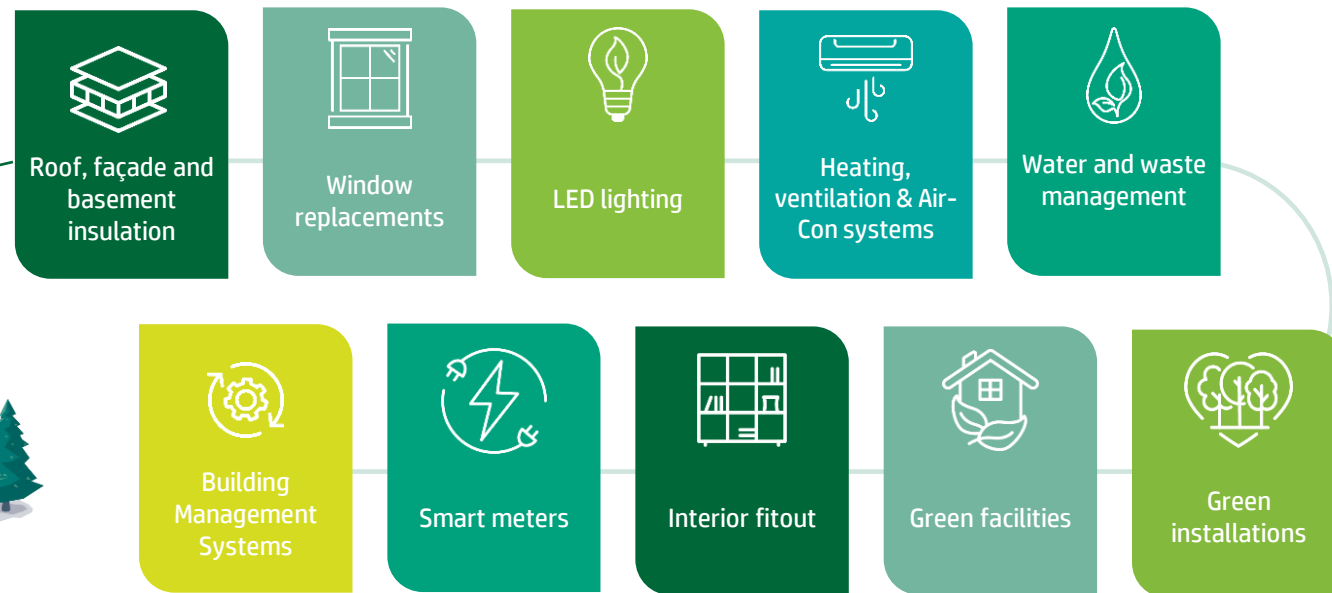 Roof, façade and
basement
insulation
Window
replacements
LED lighting
Heating,
ventilation & Air-
Con systems
Water and waste
management
Building
Management
Systems
Smart meters
Interior fitout
Green facilities
Green
installations